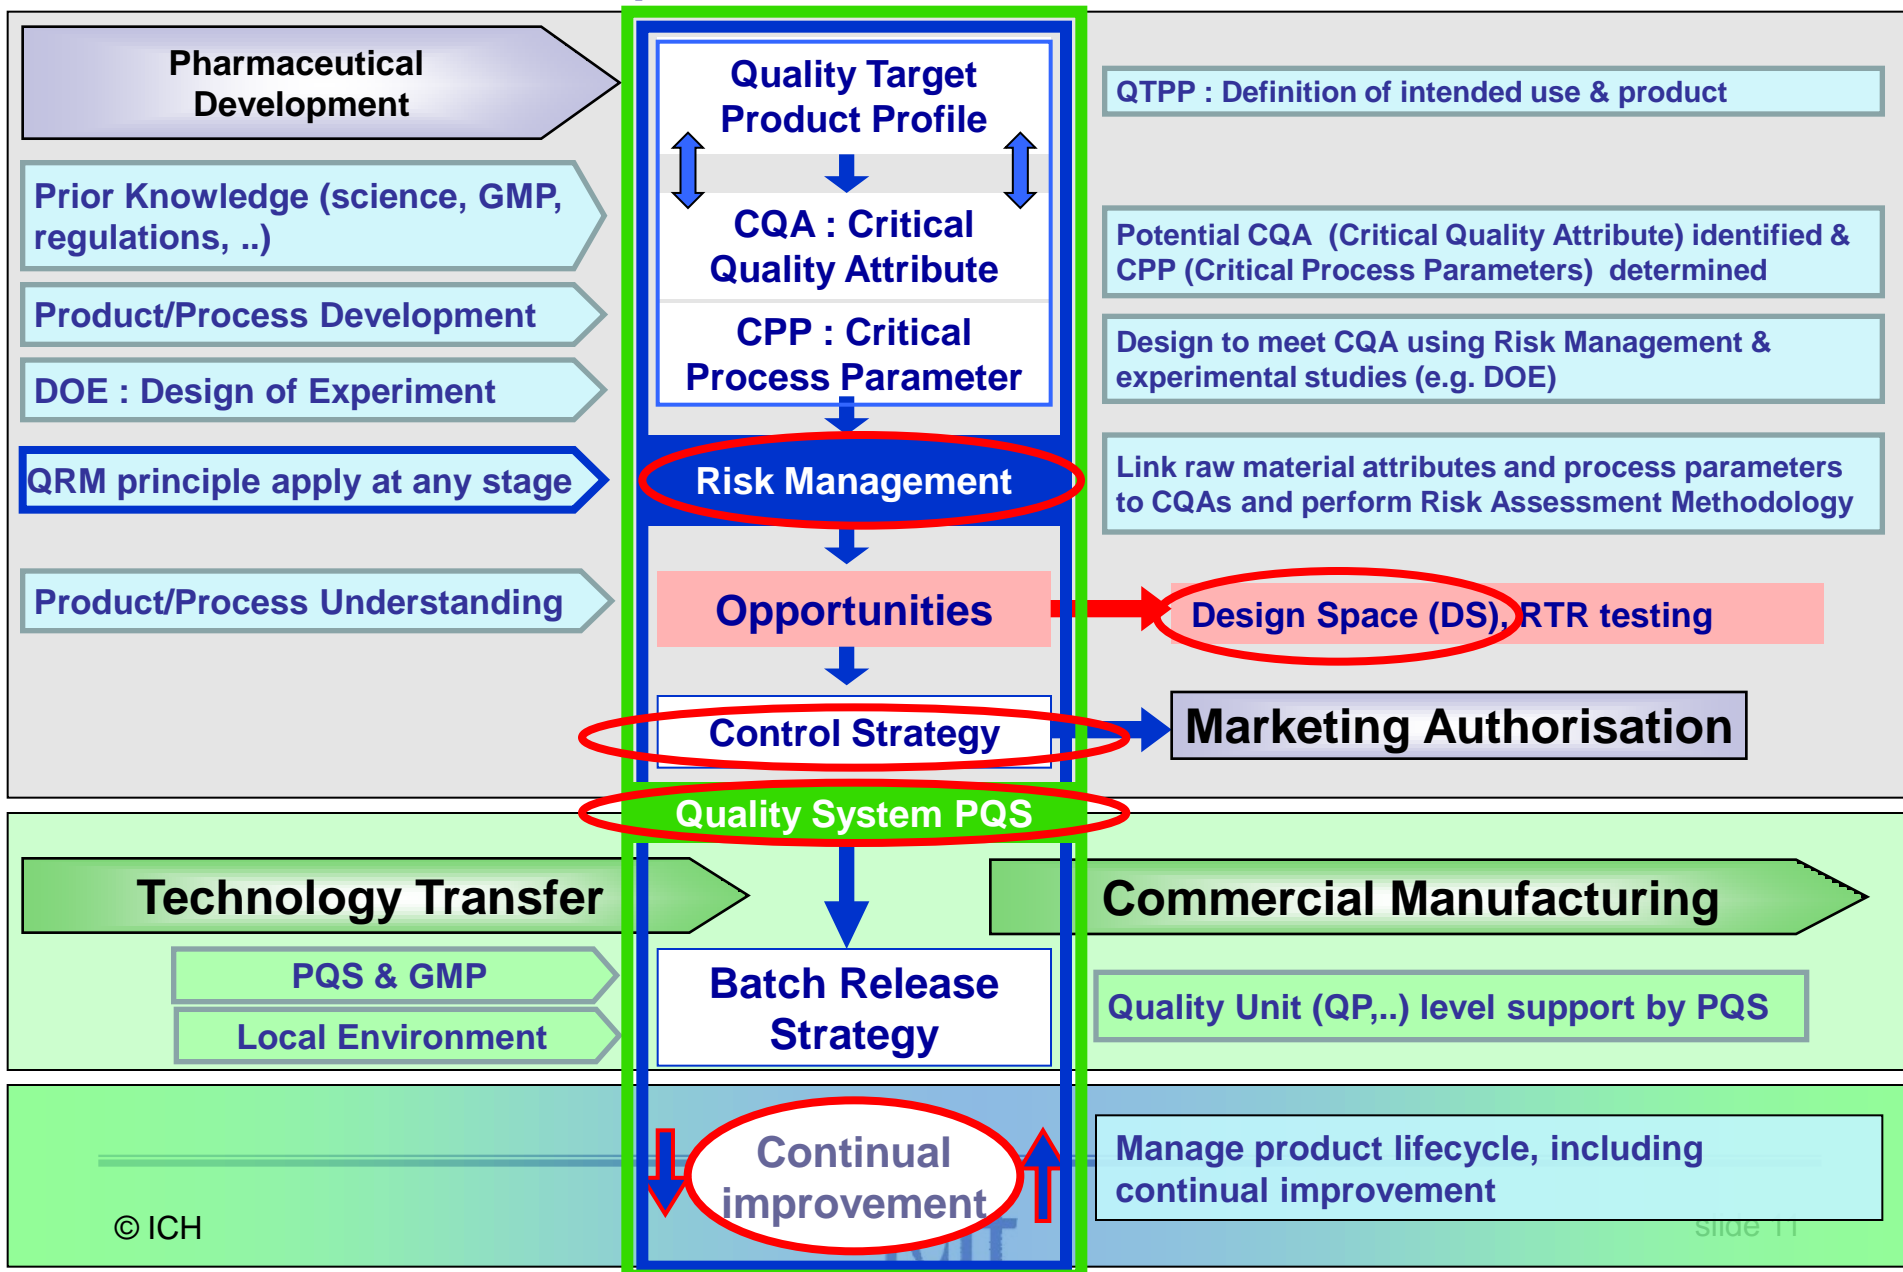 Pharmaceutical
Development
Quality Target
Product Profile
QTPP : Definition of intended use & product
Prior Knowledge (science, GMP,
regulations, ..)
CQA : Critical
Quality Attribute
Potential CQA (Critical Quality Attribute) identified &
CPP (Critical Process Parameters) determined
Product/Process Development
CPP : Critical
Process Parameter
Design to meet CQA using Risk Management &
experimental studies (e.g. DOE)
DOE : Design of Experiment
QRM principle apply at any stage
Risk Management
Link raw material attributes and process parameters
to CQAs and perform Risk Assessment Methodology
Product/Process Understanding
Opportunities
Design Space (DS), RTR testing
Control Strategy
Marketing Authorisation
Quality System PQS
Technology Transfer
Commercial Manufacturing
PQS & GMP
Local Environment
Batch Release
Strategy
Quality Unit (QP,..) level support by PQS
Continual
improvement
Manage product lifecycle, including
continual improvement
© ICH
slide 11